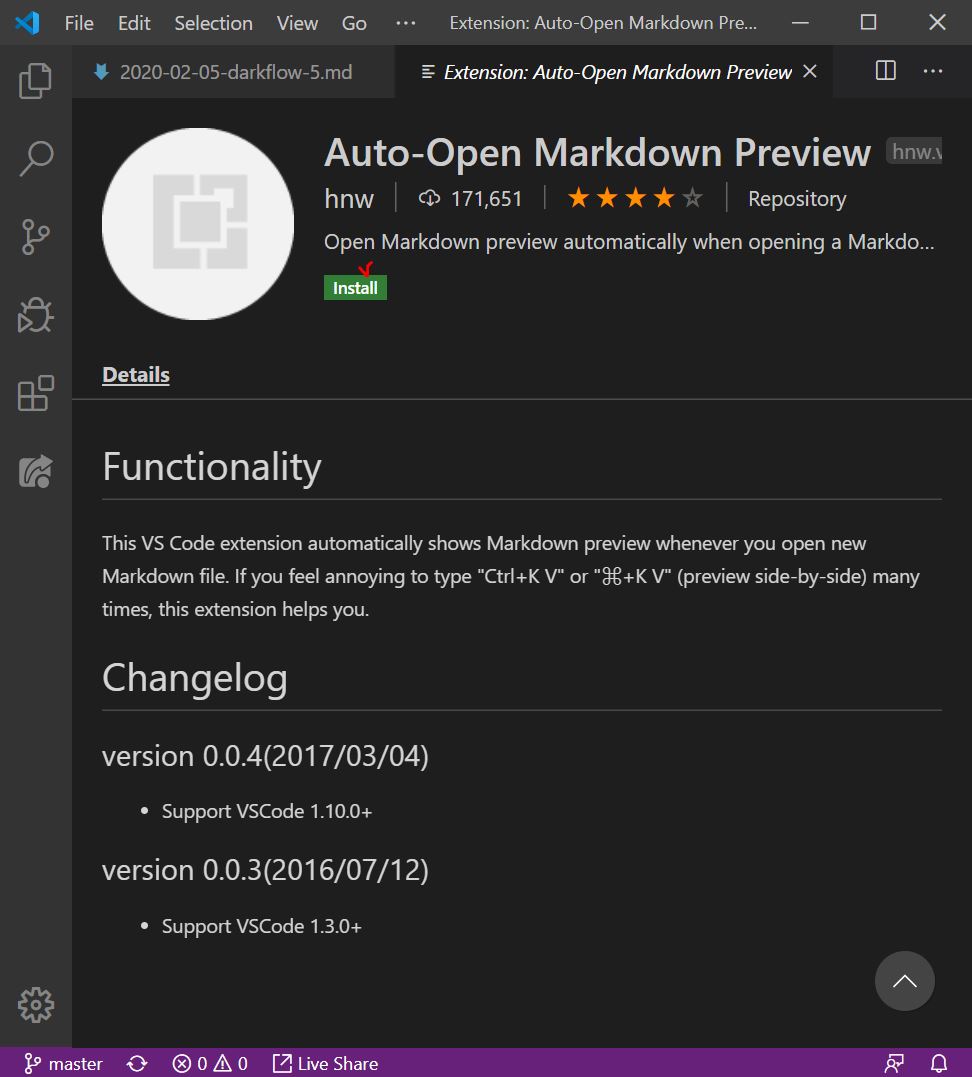 File Edit Selection View Go ··· Extension: Auto-Open Markdown Pre...
2020-02-05-darkflow-5.md Extension: Auto-Open Markdown Preview
Auto-Open Markdown Preview hnw.v
hnw 171,651 Repository
Open Markdown preview automatically when opening a Markdo...
Install
Details
Functionality
This VS Code extension automatically shows Markdown preview whenever you open new
Markdown file. If you feel annoying to type "Ctrl+K V" or "⌘+K V" (preview side-by-side) many
times, this extension helps you.
Changelog
version 0.0.4(2017/03/04)
• Support VSCode 1.10.0+
version 0.0.3(2016/07/12)
• Support VSCode 1.3.0+
master 0 0 Live Share